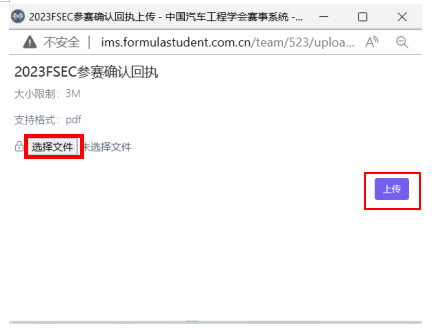 2023FSEC参赛确认回执上传 - 中国汽车工程学会赛事系统 -...
不安全 | ims.formulastudent.com.cn/team/523/uploa...
2023FSEC参赛确认回执
大小限制：3M
支持格式：pdf
选择文件 未选择文件
上传